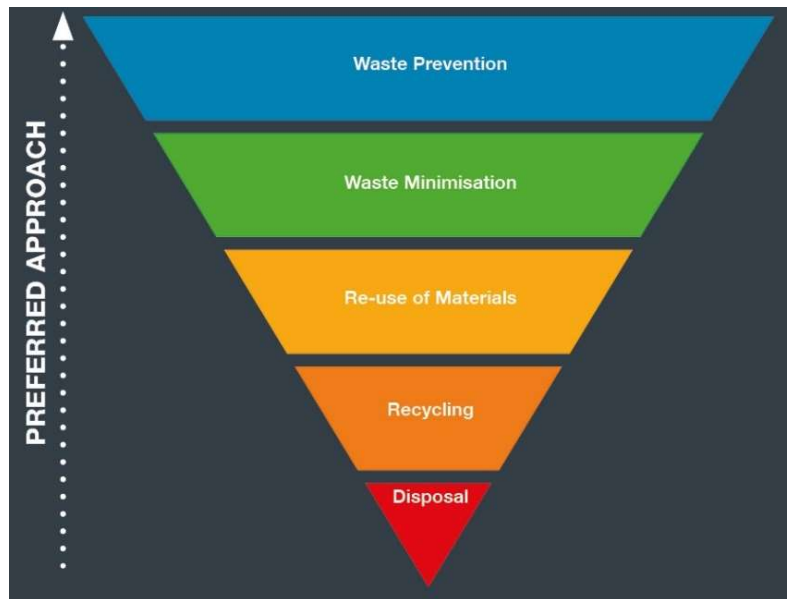 PREFERRED APPROACH
Waste Prevention
Waste Minimisation
Re-use of Materials
Recycling
Disposal